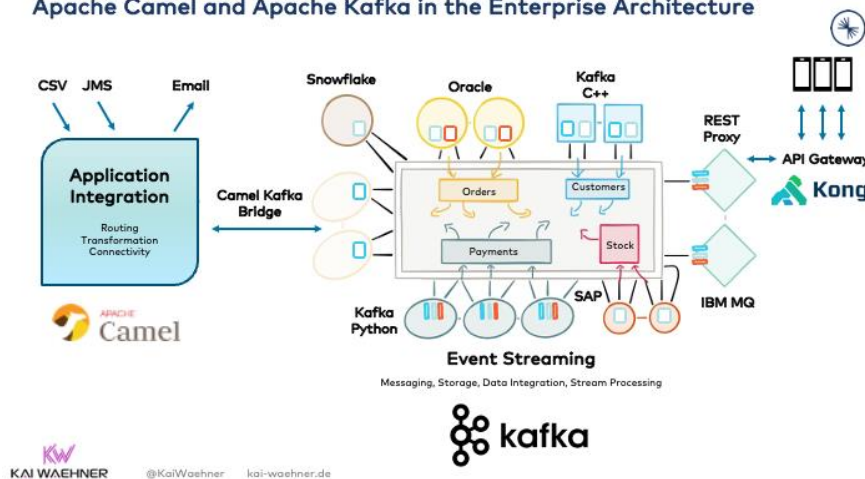 Apache Camel and Apache Kafka in the Enterprise Architecture
CSV JMS Email
Application
Integration
Routing
Transformation
Connectivity
APACHE
Camel
Camel Kafka
Bridge
Snowflake
Oracle
Kafka
C++
Orders
Customers
Payments
Stock
Kafka
Python
SAP
REST
Proxy
API Gateway
Kong
IBM MQ
Event Streaming
Messaging, Storage, Data Integration, Stream Processing
kafka
KW
KAI WAEHNER
@KaiWaehner kai-waehner.de